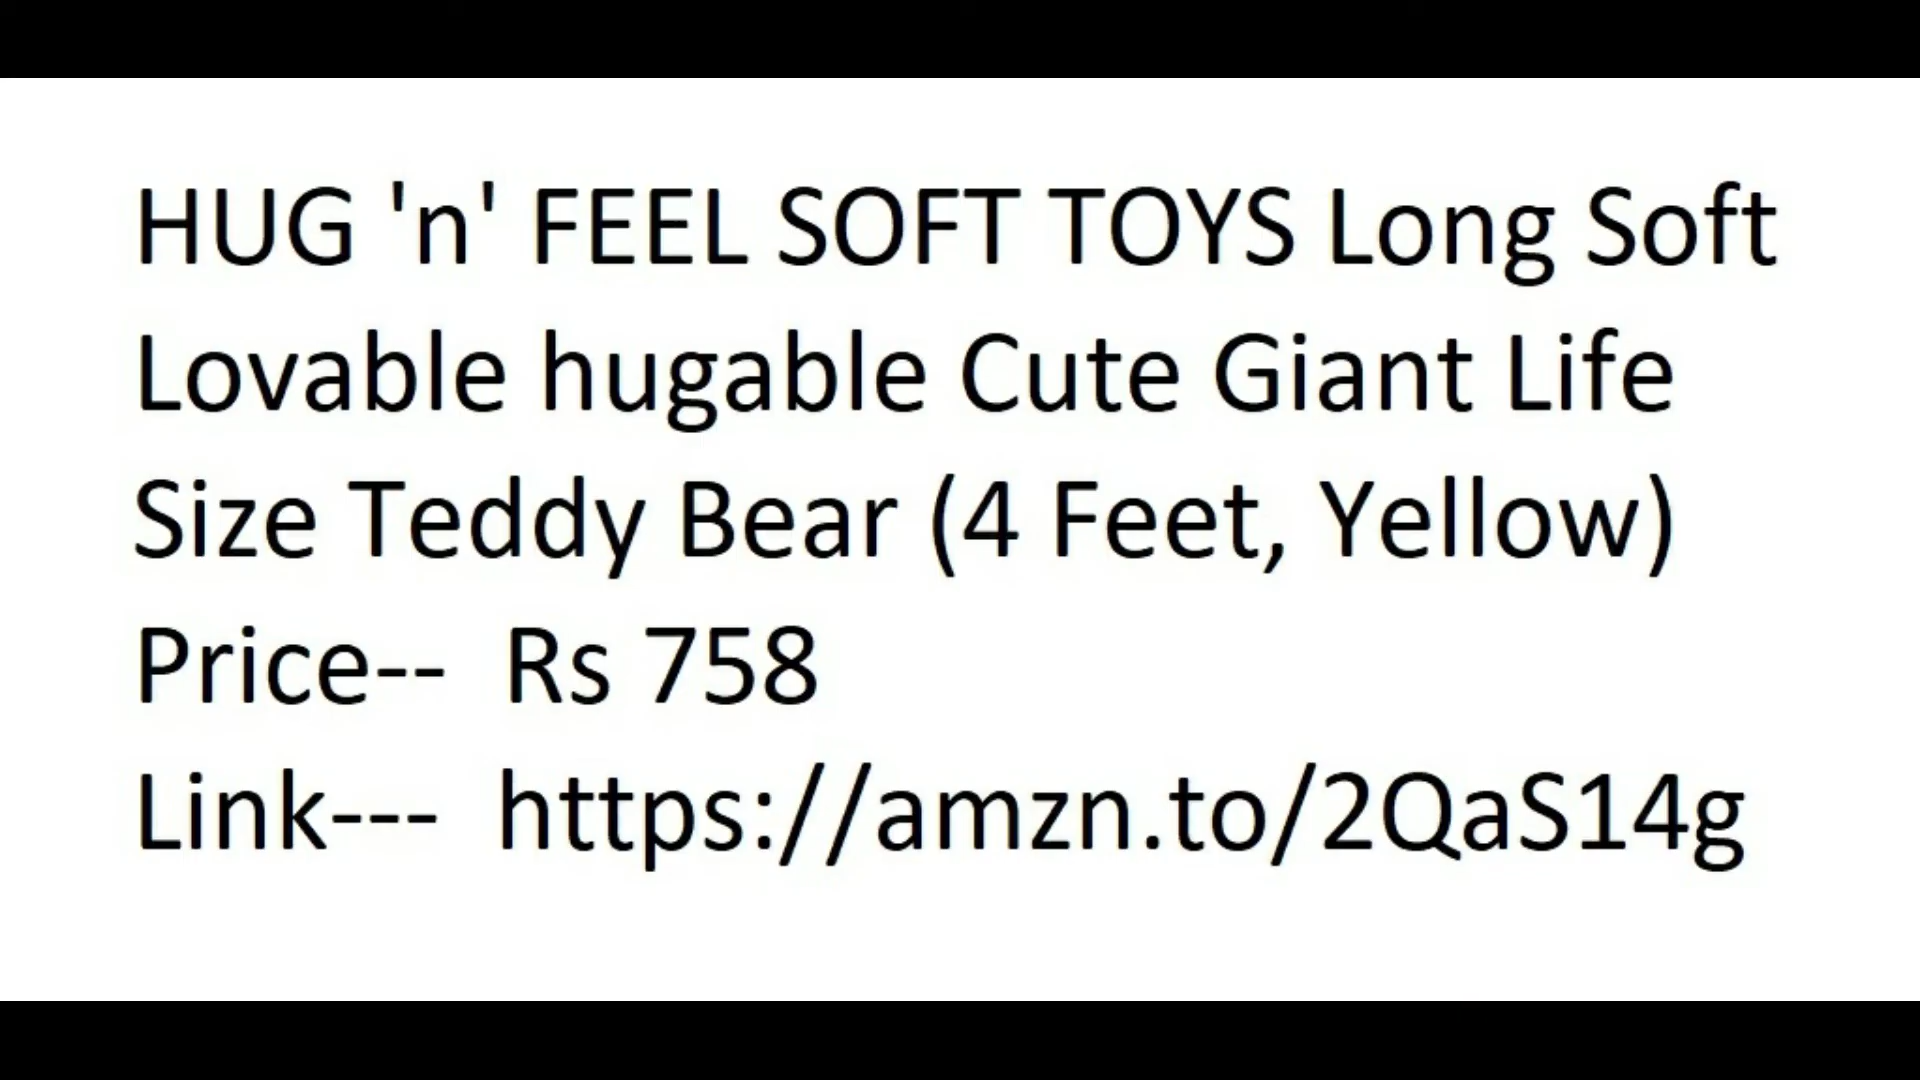 HUG 'n' FEEL SOFT TOYS Long Soft
Lovable hugable Cute Giant Life
Size Teddy Bear (4 Feet, Yellow)
Price--  Rs 758
Link---  https://amzn.to/2QaS14g